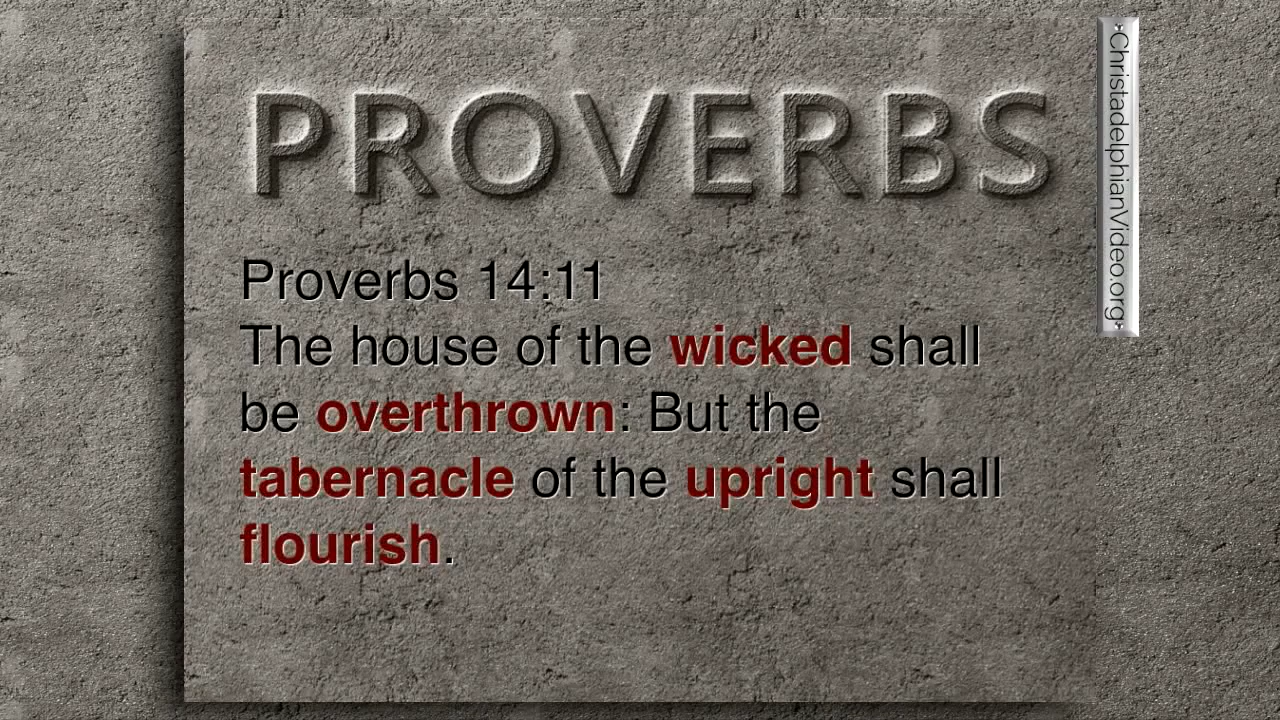 PROVERBS
Proverbs 14:11
The house of the wicked shall
be overthrown: But the
tabernacle of the upright shall
flourish.
ChristadelphianVideo.org